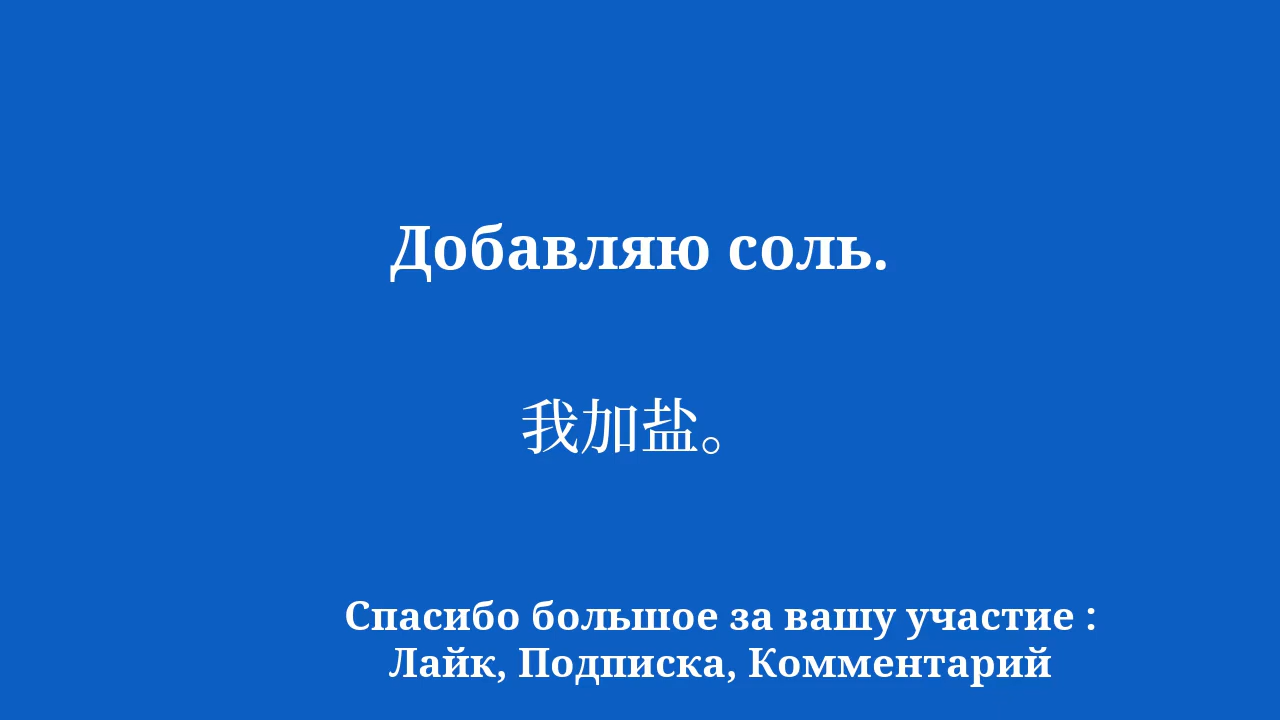 Добавляю соль.
我加盐。
Спасибо большое за вашу участие :
Лайк, Подписка, Комментарий